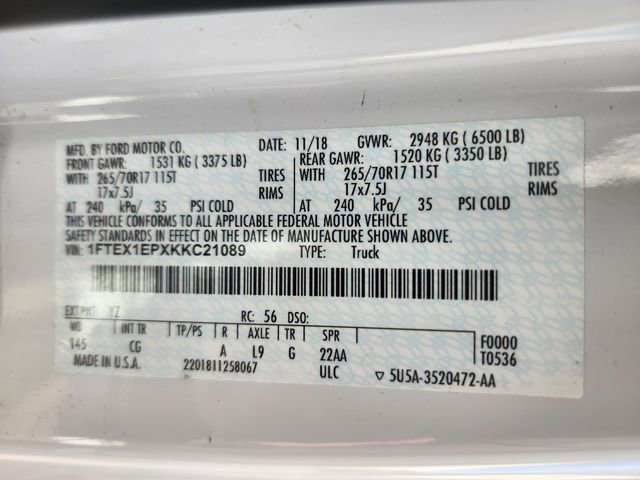 MFD. BY FORD MOTOR CO. DATE: 11/18 GVWR: 2948 KG ( 6500 LB)
FRONT GAWR: 1531 KG ( 3375 LB) REAR GAWR: 1520 KG ( 3350 LB)
WITH 265/70R17 115T TIRES WITH 265/70R17 115T TIRES
17x7.5J RIMS 17x7.5J RIMS
AT 240 kPa/ 35 PSI COLD AT 240 kPa/ 35 PSI COLD
THIS VEHICLE CONFORMS TO ALL APPLICABLE FEDERAL MOTOR VEHICLE
SAFETY STANDARDS IN EFFECT ON THE DATE OF MANUFACTURE SHOWN ABOVE.
VIN: 1FTEX1EPXKKC21089 TYPE: Truck
EXT PNT: YZ RC: 56 DSO:
WB INT TR TP/PS R AXLE TR SPR F0000
145 CG A L9 G 22AA T0536
MADE IN U.S.A. 2201811258067 ULC ▽ 5U5A-3520472-AA